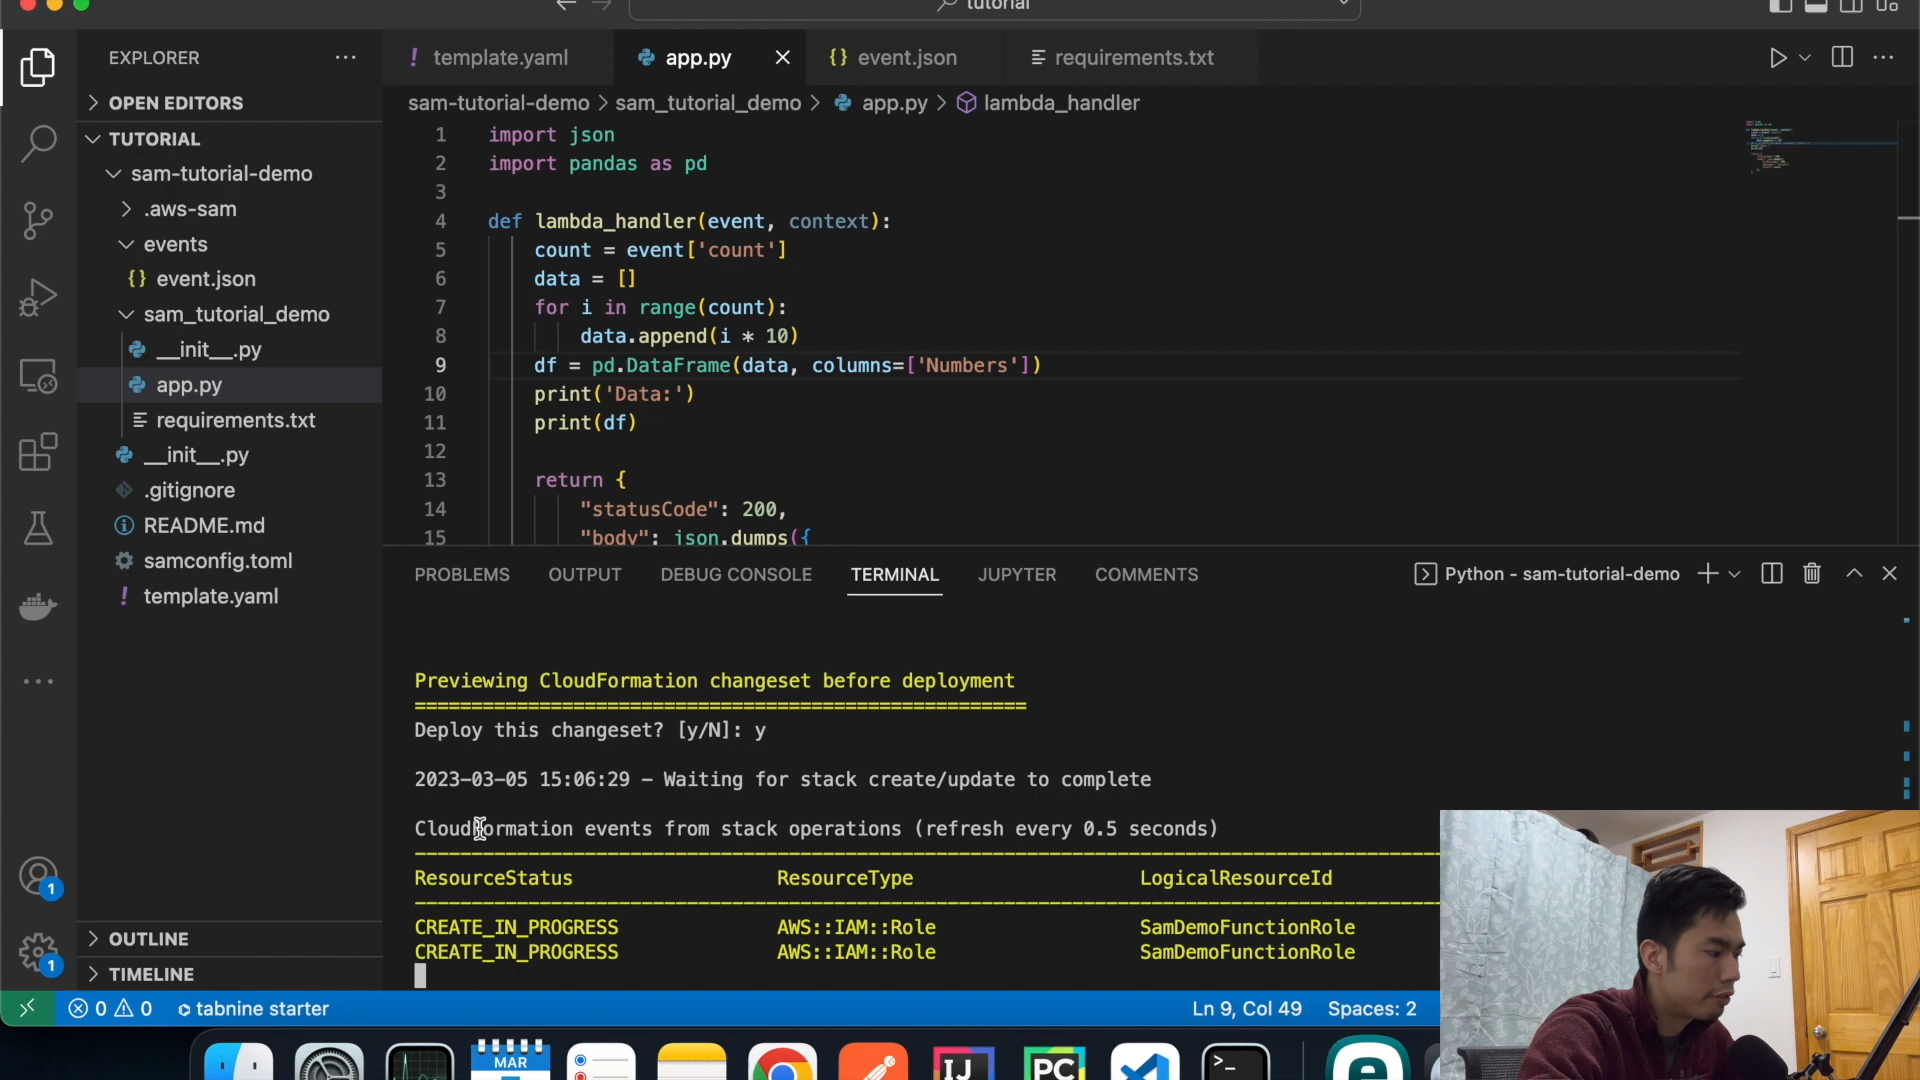 tutorial
EXPLORER
OPEN EDITORS
TUTORIAL
sam-tutorial-demo
.aws-sam
events
{} event.json
sam_tutorial_demo
__init__.py
app.py
requirements.txt
__init__.py
.gitignore
README.md
samconfig.toml
! template.yaml
OUTLINE
TIMELINE
! template.yaml
app.py
{} event.json
requirements.txt
sam-tutorial-demo > sam_tutorial_demo > app.py > lambda_handler
1 import json
2 import pandas as pd
3
4 def lambda_handler(event, context):
5 count = event['count']
6 data = []
7 for i in range(count):
8 data.append(i * 10)
9 df = pd.DataFrame(data, columns=['Numbers'])
10 print('Data:')
11 print(df)
12
13 return {
14 "statusCode": 200,
15 "body": json.dumps({
PROBLEMS OUTPUT DEBUG CONSOLE TERMINAL JUPYTER COMMENTS
Python - sam-tutorial-demo
Previewing CloudFormation changeset before deployment
======================================================
Deploy this changeset? [y/N]: y
2023-03-05 15:06:29 - Waiting for stack create/update to complete
CloudFormation events from stack operations (refresh every 0.5 seconds)
ResourceStatus ResourceType LogicalResourceId
CREATE_IN_PROGRESS AWS::IAM::Role SamDemoFunctionRole
CREATE_IN_PROGRESS AWS::IAM::Role SamDemoFunctionRole
1
1
0 0 tabnine starter
Ln 9, Col 49 Spaces: 2
MAR
IJ
PC
>_
e